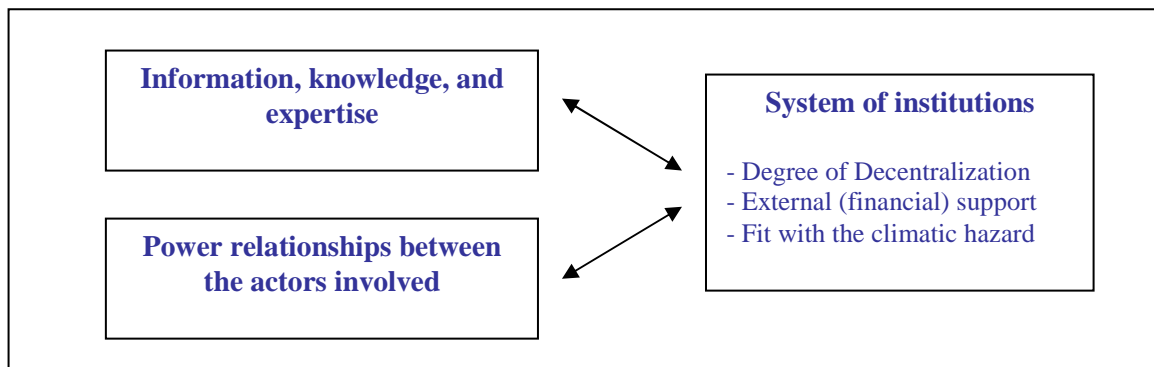 Information, knowledge, and
expertise
Power relationships between
the actors involved
System of institutions
- Degree of Decentralization
- External (financial) support
- Fit with the climatic hazard